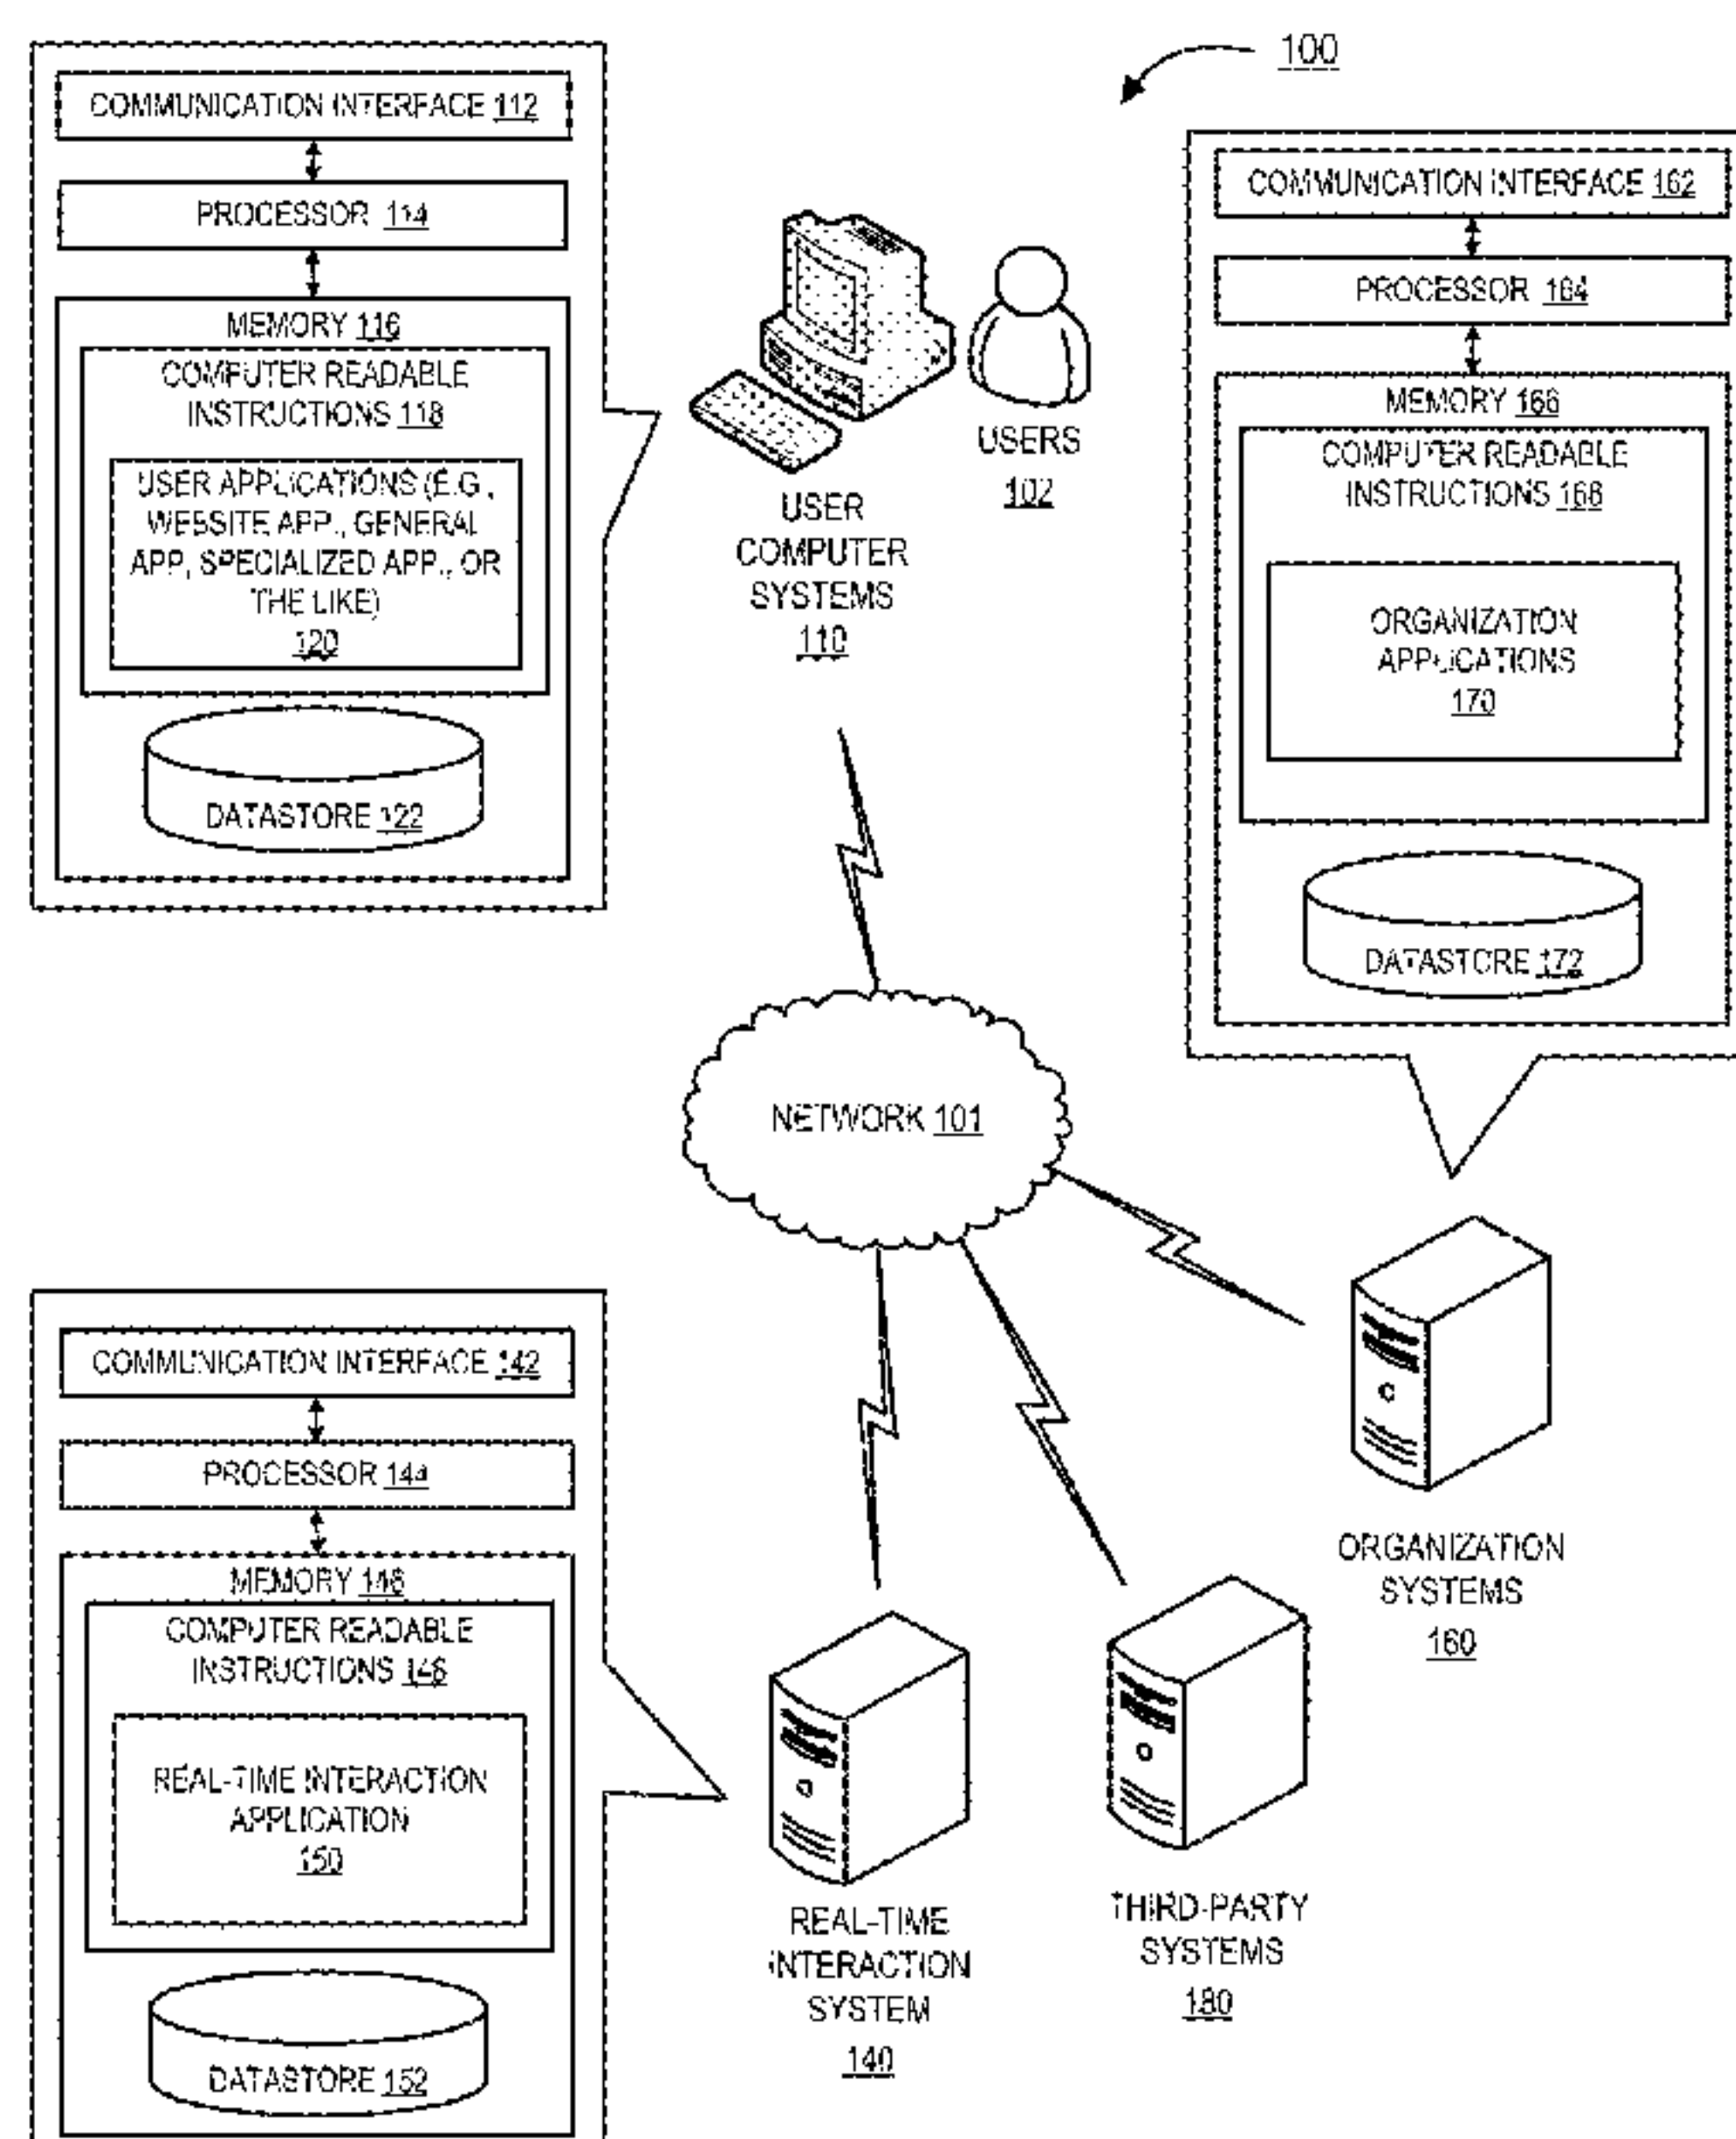 100
COMMUNICATION INTERFACE 112
PROCESSOR 114
MEMORY 116
COMPUTER READABLE
INSTRUCTIONS 118
USER APPLICATIONS (E.G.,
WEBSITE APP., GENERAL
APP, SPECIALIZED APP., OR
THE LIKE)
120
DATASTORE 122
USER
COMPUTER
SYSTEMS
110
USERS
102
COMMUNICATION INTERFACE 162
PROCESSOR 164
MEMORY 166
COMPUTER READABLE
INSTRUCTIONS 168
ORGANIZATION
APPLICATIONS
170
DATASTORE 172
NETWORK 101
COMMUNICATION INTERFACE 142
PROCESSOR 144
MEMORY 146
COMPUTER READABLE
INSTRUCTIONS 148
REAL-TIME INTERACTION
APPLICATION
150
DATASTORE 152
REAL-TIME
INTERACTION
SYSTEM
140
THIRD-PARTY
SYSTEMS
180
ORGANIZATION
SYSTEMS
160